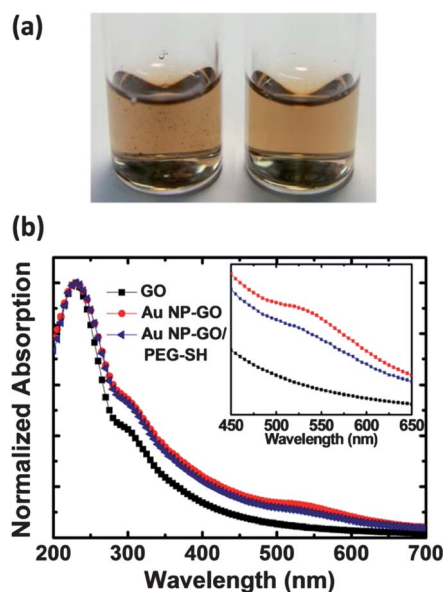 (a)
(b)
Normalized Absorption
GO
Au NP-GO
Au NP-GO/
PEG-SH
450 500 550 600 650
Wavelength (nm)
200 300 400 500 600 700
Wavelength (nm)